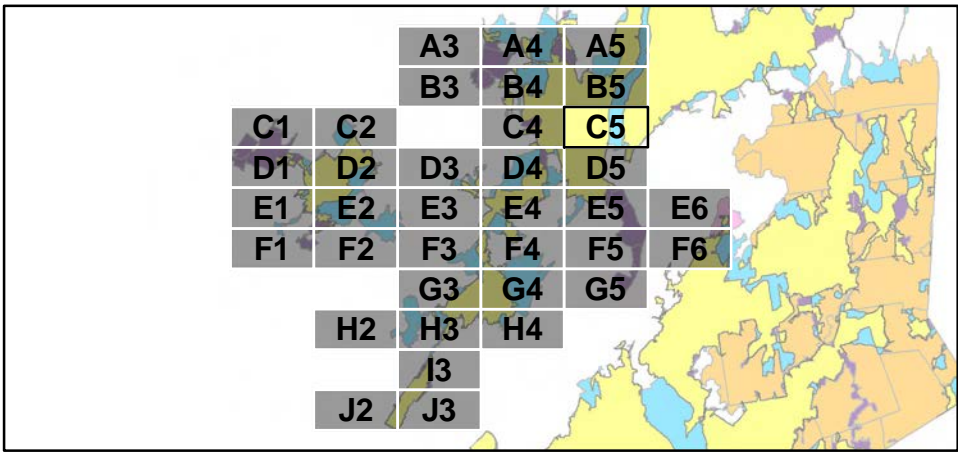 A3 A4 A5
B3 B4 B5
C1 C2 C4 C5
D1 D2 D3 D4 D5
E1 E2 E3 E4 E5 E6
F1 F2 F3 F4 F5 F6
G3 G4 G5
H2 H3 H4
I3
J2 J3